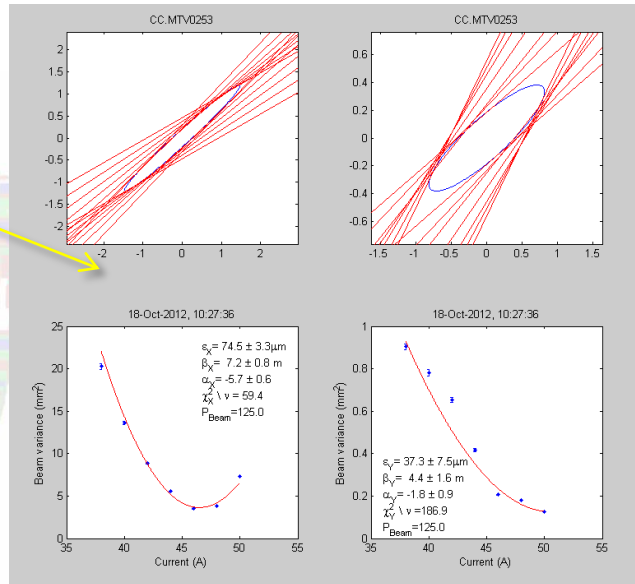 CC.MTV0253
2
1.5
1
0.5
0
-0.5
-1
-1.5
-2
-2 -1 0 1 2
CC.MTV0253
0.6
0.4
0.2
0
-0.2
-0.4
-0.6
-1.5 -1 -0.5 0 0.5 1 1.5
18-Oct-2012, 10:27:36
Beam variance (mm²)
25
20
15
10
5
0
εX= 74.5 ± 3.3μm
βX= 7.2 ± 0.8 m
αX= -5.7 ± 0.6
χ²X \ ν = 59.4
PBeam=125.0
35 40 45 50 55
Current (A)
18-Oct-2012, 10:27:36
Beam variance (mm²)
1
0.8
0.6
0.4
0.2
0
εY= 37.3 ± 7.5μm
βY= 4.4 ± 1.6 m
αY= -1.8 ± 0.9
χ²Y \ ν =186.9
PBeam=125.0
35 40 45 50 55
Current (A)